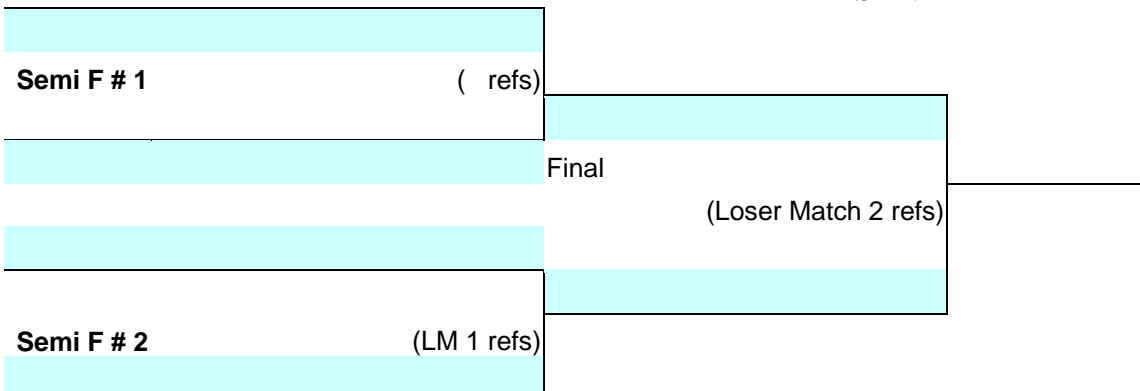 Semi F # 1 ( refs)
Final
(Loser Match 2 refs)
Semi F # 2 (LM 1 refs)